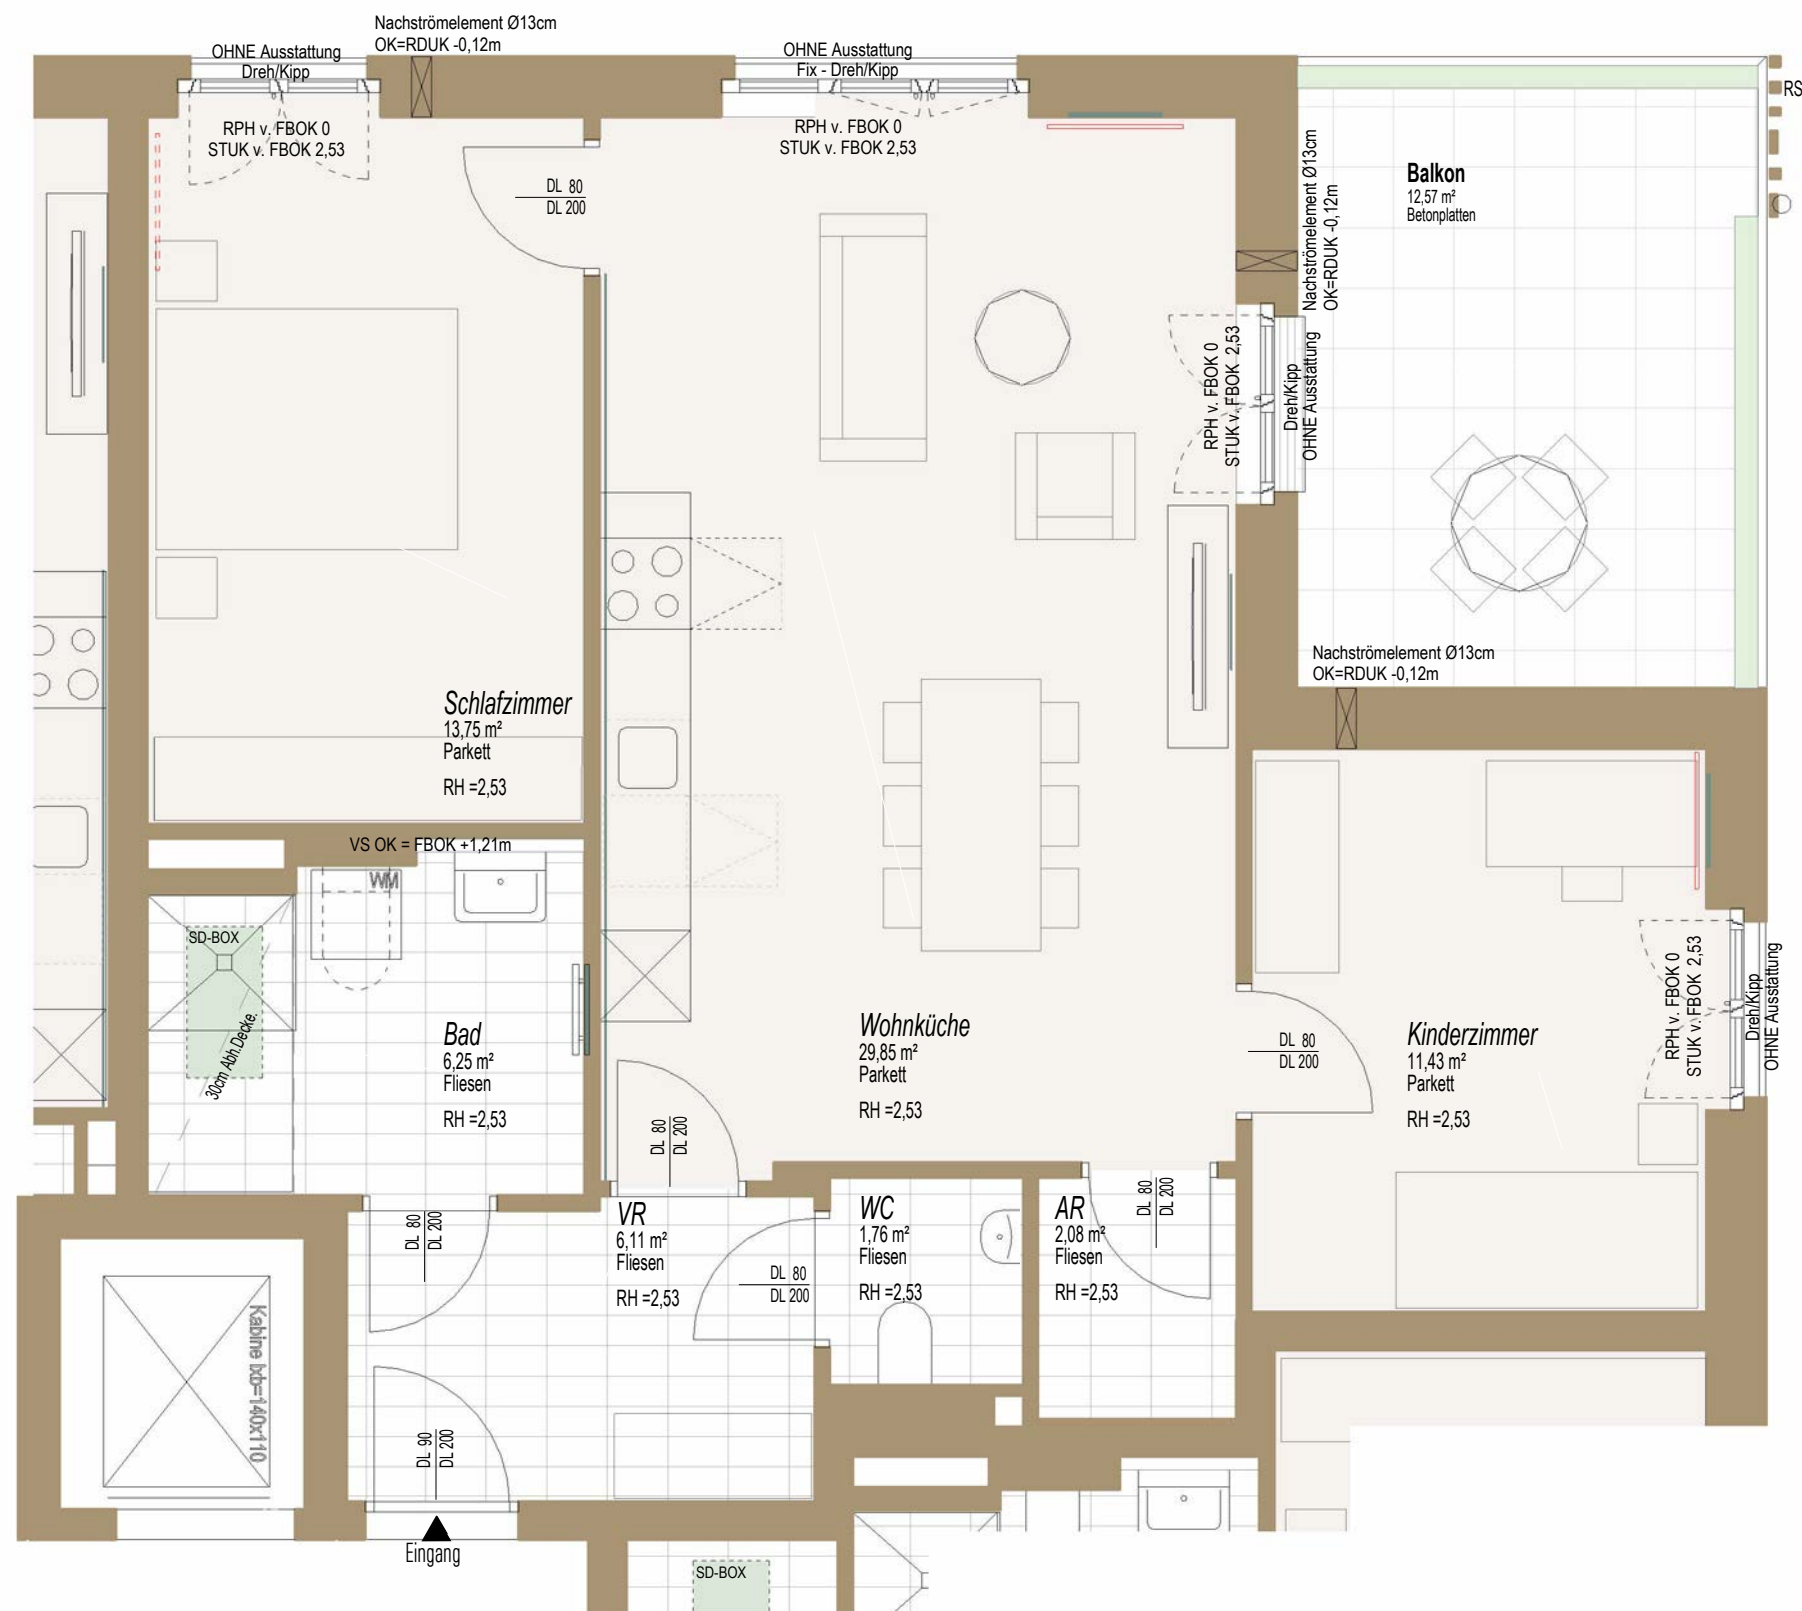 Nachströmelement Ø13cm
OK=RDUK -0,12m
OHNE Ausstattung
Dreh/Kipp
RPH v. FBOK 0
STUK v. FBOK 2,53
OHNE Ausstattung
Fix - Dreh/Kipp
RPH v. FBOK 0
STUK v. FBOK 2,53
RS
DL 80
DL 200
Nachströmelement Ø13cm
OK=RDUK -0,12m
Balkon
12,57 m²
Betonplatten
RPH v. FBOK 0
STUK v. FBOK 2,53
Dreh/Kipp
OHNE Ausstattung
Nachströmelement Ø13cm
OK=RDUK -0,12m
Schlafzimmer
13,75 m²
Parkett
RH =2,53
VS OK = FBOK +1,21m
WM
SD-BOX
30cm Abh.Decke.
Bad
6,25 m²
Fliesen
RH =2,53
Wohnküche
29,85 m²
Parkett
RH =2,53
DL 80
DL 200
Kinderzimmer
11,43 m²
Parkett
RH =2,53
RPH v. FBOK 0
STUK v. FBOK 2,53
Dreh/Kipp
OHNE Ausstattung
DL 80
DL 200
DL 80
DL 200
VR
6,11 m²
Fliesen
RH =2,53
DL 80
DL 200
WC
1,76 m²
Fliesen
RH =2,53
AR
2,08 m²
Fliesen
RH =2,53
DL 80
DL 200
Kabine lxb=140x110
DL 90
DL 200
Eingang
SD-BOX